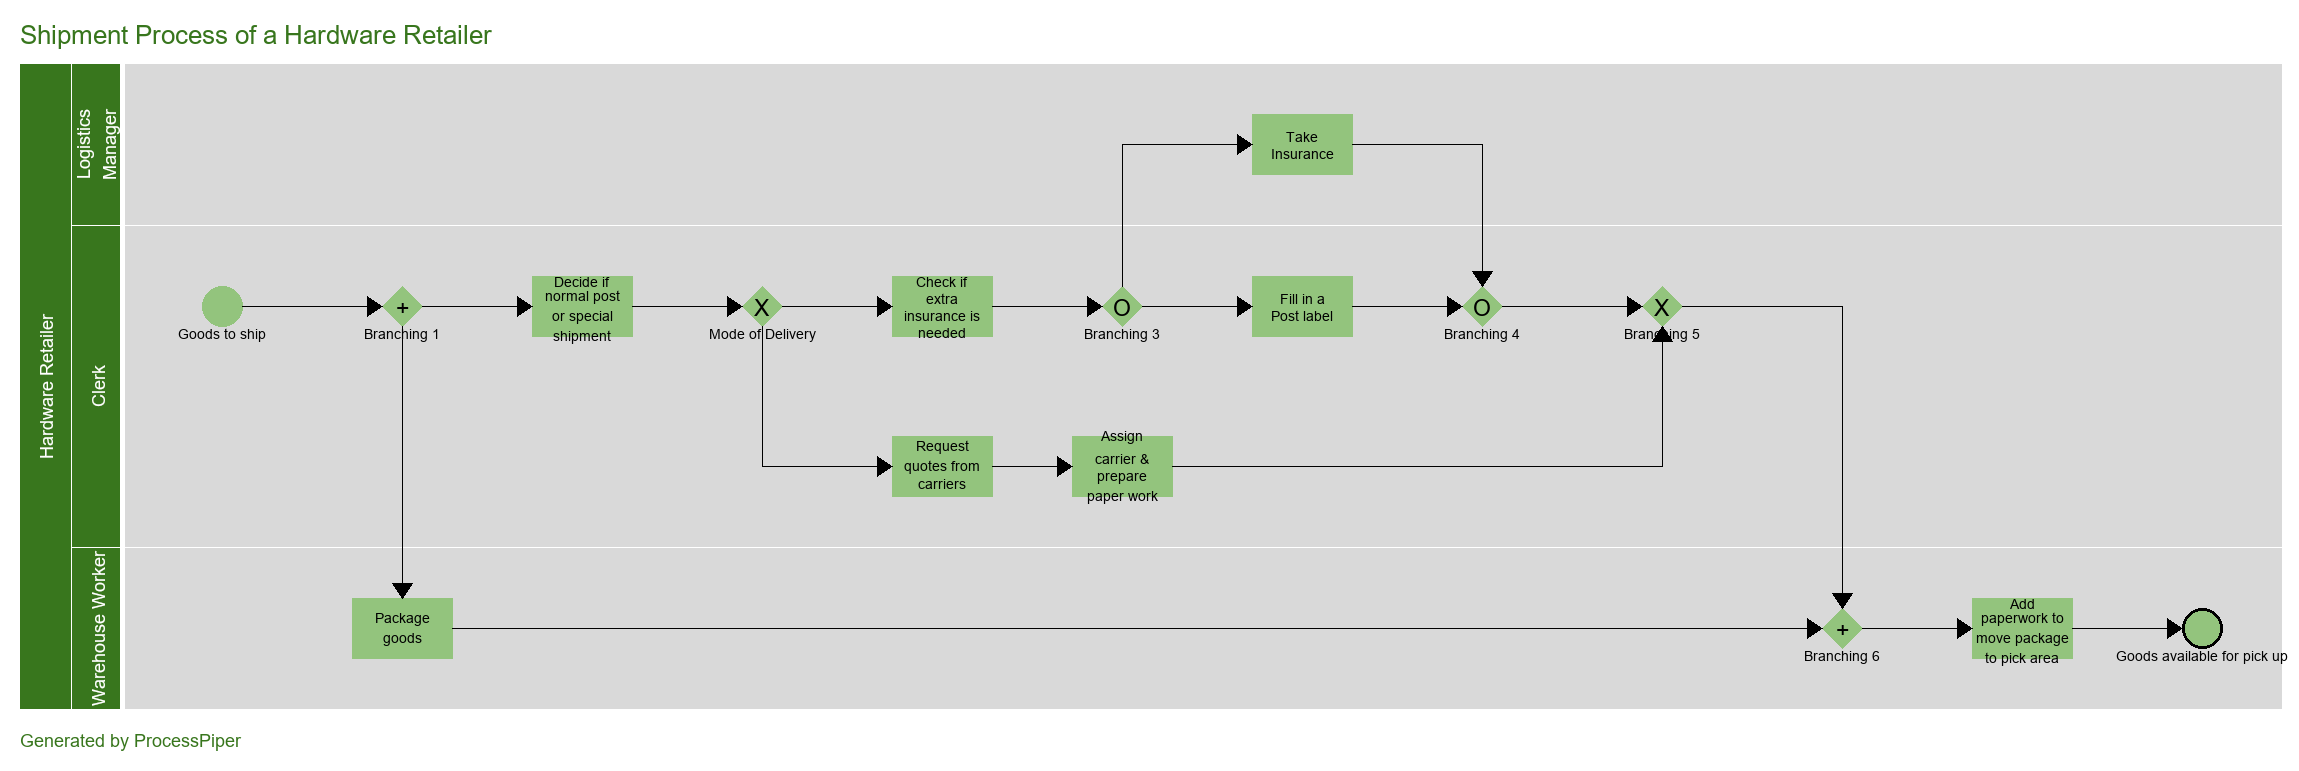 Shipment Process of a Hardware Retailer
Hardware Retailer
Logistics
Manager
Take
Insurance
Clerk
Goods to ship
+
Branching 1
Decide if
normal post
or special
shipment
X
Mode of Delivery
Check if
extra
insurance is
needed
O
Branching 3
Fill in a
Post label
O
Branching 4
X
Branching 5
Request
quotes from
carriers
Assign
carrier &
prepare
paper work
Warehouse Worker
Package
goods
+
Branching 6
Add
paperwork to
move package
to pick area
Goods available for pick up
Generated by ProcessPiper